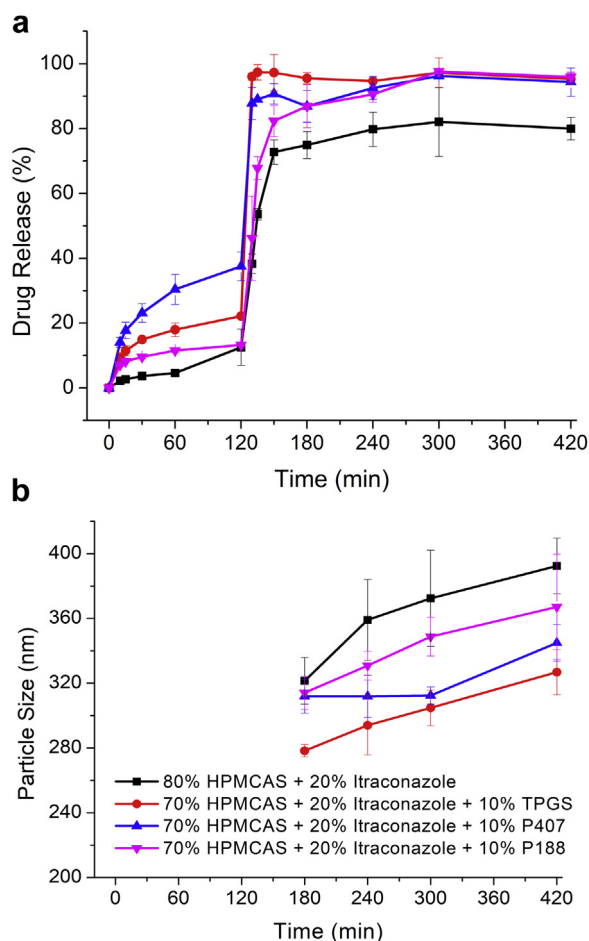 a
100
80
60
40
20
0
Drug Release (%)
0 60 120 180 240 300 360 420
Time (min)
b
400
360
320
280
240
200
Particle Size (nm)
80% HPMCAS + 20% Itraconazole
70% HPMCAS + 20% Itraconazole + 10% TPGS
70% HPMCAS + 20% Itraconazole + 10% P407
70% HPMCAS + 20% Itraconazole + 10% P188
0 60 120 180 240 300 360 420
Time (min)